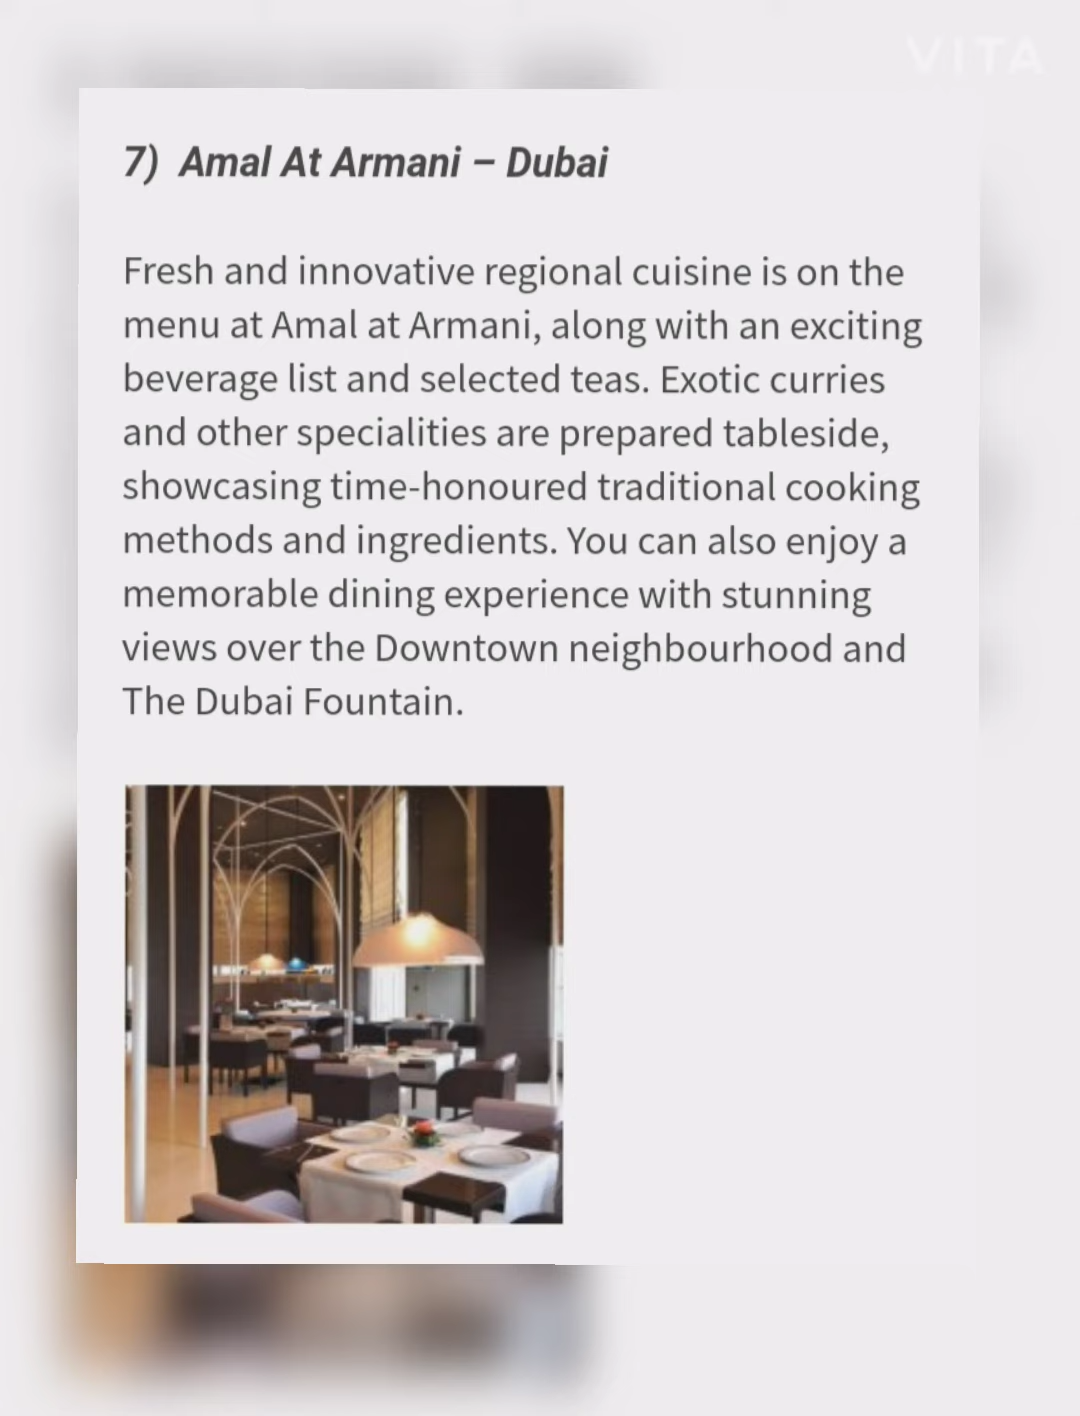 VITA
7) Amal At Armani – Dubai
Fresh and innovative regional cuisine is on the
menu at Amal at Armani, along with an exciting
beverage list and selected teas. Exotic curries
and other specialities are prepared tableside,
showcasing time-honoured traditional cooking
methods and ingredients. You can also enjoy a
memorable dining experience with stunning
views over the Downtown neighbourhood and
The Dubai Fountain.